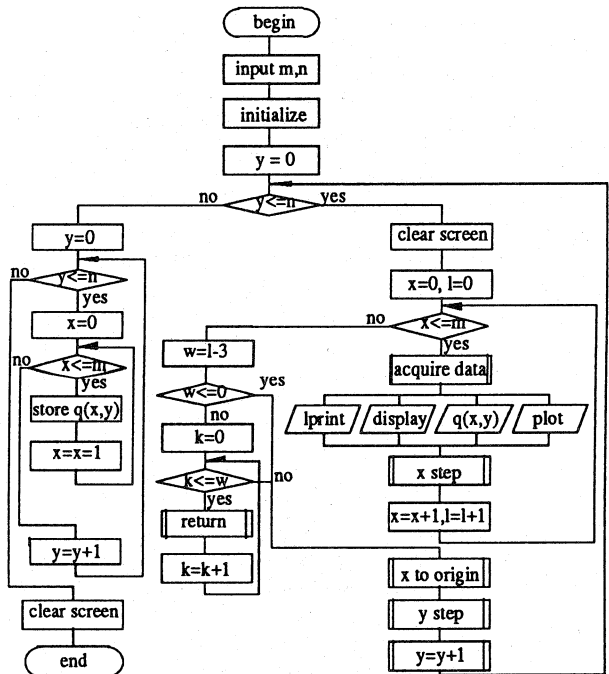 begin
input m,n
initialize
y = 0
no
y<=n
yes
y=0
clear screen
no
y<=n
yes
x=0, l=0
x=0
no
x<=m
yes
w=l-3
no
x<=m
yes
acquire data
w<=0
yes
no
store q(x,y)
lprint
display
q(x,y)
plot
k=0
x=x=1
k<=w
no
yes
x step
return
x=x+1,l=l+1
y=y+1
k=k+1
x to origin
clear screen
y step
end
y=y+1